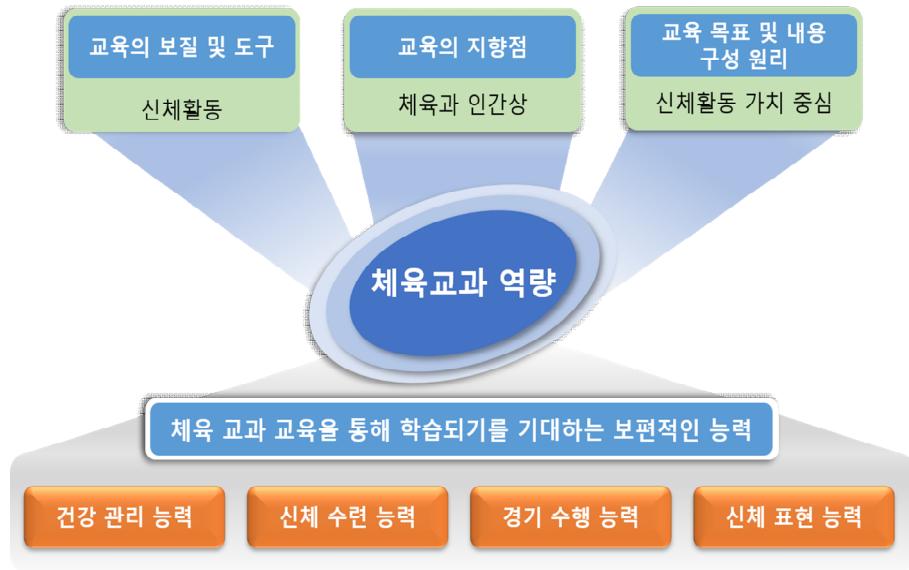 교육의 보질 및 도구
신체활동
교육의 지향점
체육과 인간상
교육 목표 및 내용
구성 원리
신체활동 가치 중심
체육교과 역량
체육 교과 교육을 통해 학습되기를 기대하는 보편적인 능력
건강 관리 능력
신체 수련 능력
경기 수행 능력
신체 표현 능력